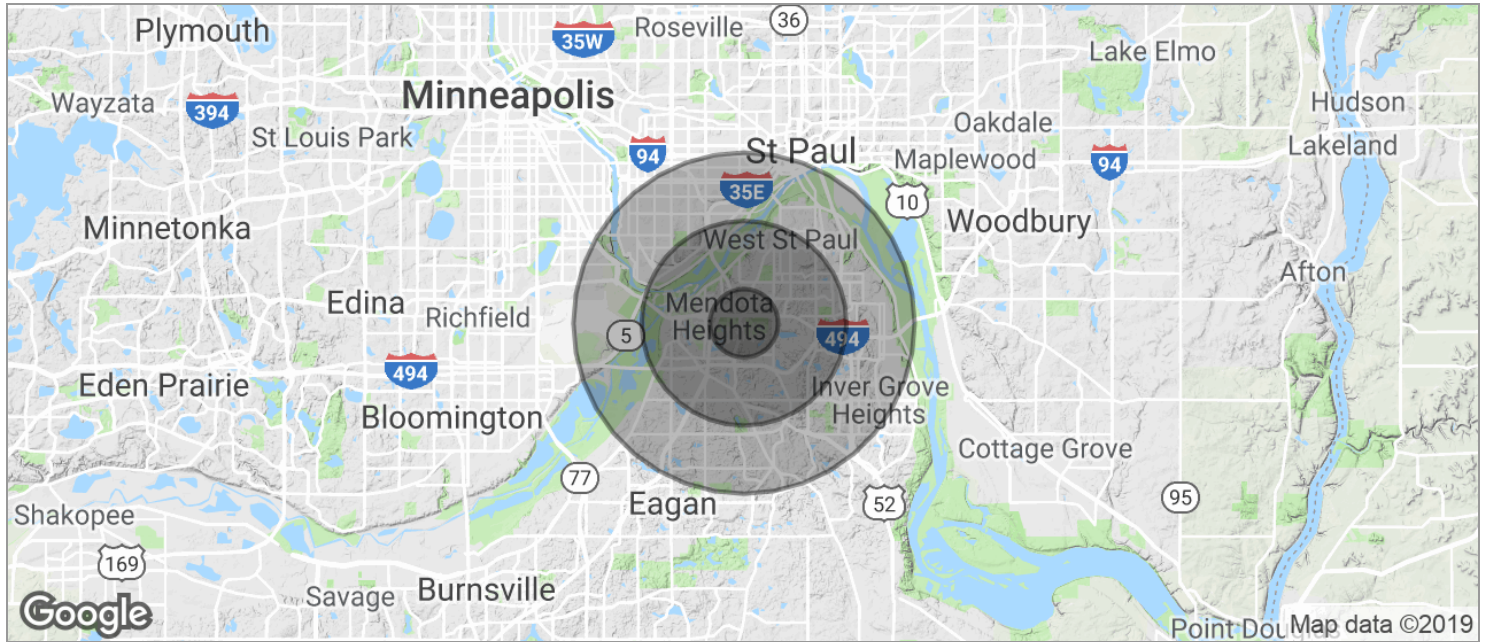 Plymouth
35W
Roseville
36
Lake Elmo
Wayzata
394
Minneapolis
Hudson
St Louis Park
94
St Paul
Oakdale
Maplewood
94
Lakeland
35E
10
Minnetonka
West St Paul
Woodbury
Afton
Edina
Richfield
5
Mendota
Heights
494
494
Eden Prairie
Inver Grove
Heights
Bloomington
Cottage Grove
77
Eagan
52
95
Shakopee
169
Savage
Burnsville
Google
Point Dou
Map data ©2019